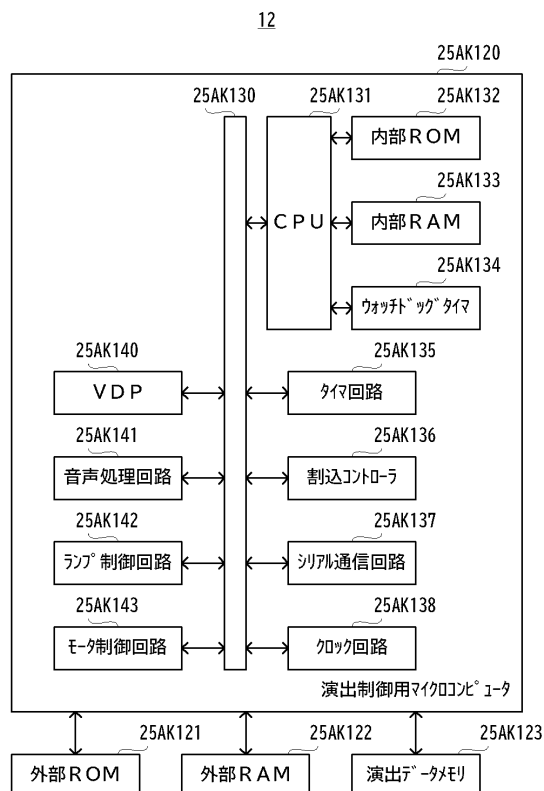 12
25AK120
25AK130
25AK131
25AK132
内部ROM
25AK133
CPU
内部RAM
25AK134
ウォッチドッグタイマ
25AK140
25AK135
VDP
タイマ回路
25AK141
25AK136
音声処理回路
割込コントローラ
25AK142
25AK137
ランプ制御回路
シリアル通信回路
25AK143
25AK138
モータ制御回路
クロック回路
演出制御用マイクロコンピュータ
25AK121
25AK122
25AK123
外部ROM
外部RAM
演出データメモリ